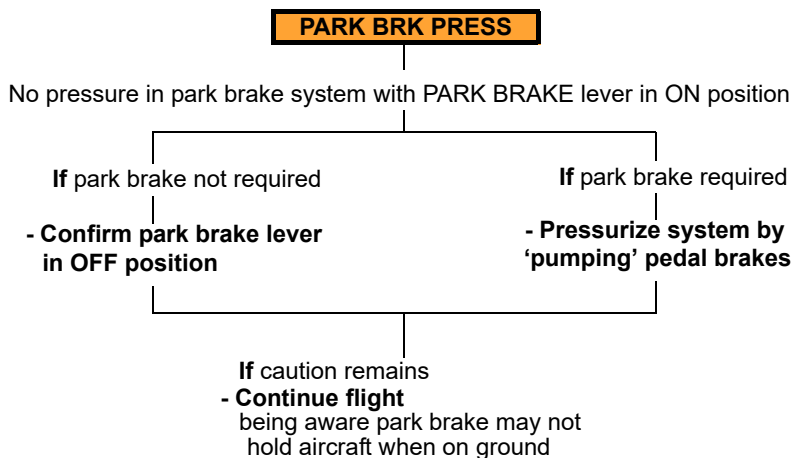 PARK BRK PRESS
No pressure in park brake system with PARK BRAKE lever in ON position
If park brake not required
- Confirm park brake lever
in OFF position
If park brake required
- Pressurize system by
‘pumping’ pedal brakes
If caution remains
- Continue flight
being aware park brake may not
hold aircraft when on ground